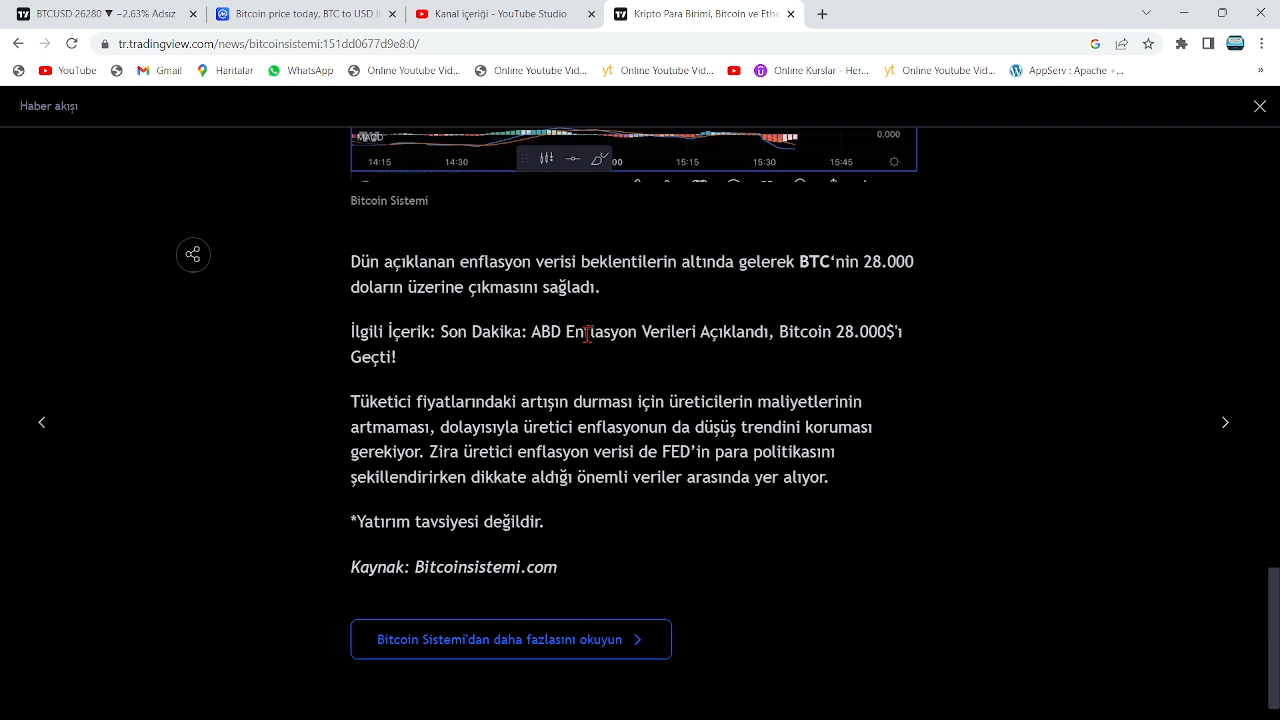 BTCUSD 26280 ▼ −2.63% Adsız
Bitcoin price today, BTC to USD li
Kanal içeriği - YouTube Studio
Kripto Para Birimi, Bitcoin ve Ethe
tr.tradingview.com/news/bitcoinsistemi:151dd0677d9e8:0/
YouTube
Gmail
Haritalar
WhatsApp
Online Youtube Vid...
Online Youtube Vid...
Online Youtube Vid...
Online Kurslar - Her...
Online Youtube Vid...
AppServ : Apache +...
»
Haber akışı
MACD
0.000
14:15 14:30 :00 15:15 15:30 15:45
Bitcoin Sistemi
Dün açıklanan enflasyon verisi beklentilerin altında gelerek BTC‘nin 28.000
doların üzerine çıkmasını sağladı.
İlgili İçerik: Son Dakika: ABD Enflasyon Verileri Açıklandı, Bitcoin 28.000$'ı
Geçti!
Tüketici fiyatlarındaki artışın durması için üreticilerin maliyetlerinin
artmaması, dolayısıyla üretici enflasyonun da düşüş trendini koruması
gerekiyor. Zira üretici enflasyon verisi de FED’in para politikasını
şekillendirirken dikkate aldığı önemli veriler arasında yer alıyor.
*Yatırım tavsiyesi değildir.
Kaynak: Bitcoinsistemi.com
Bitcoin Sistemi'dan daha fazlasını okuyun